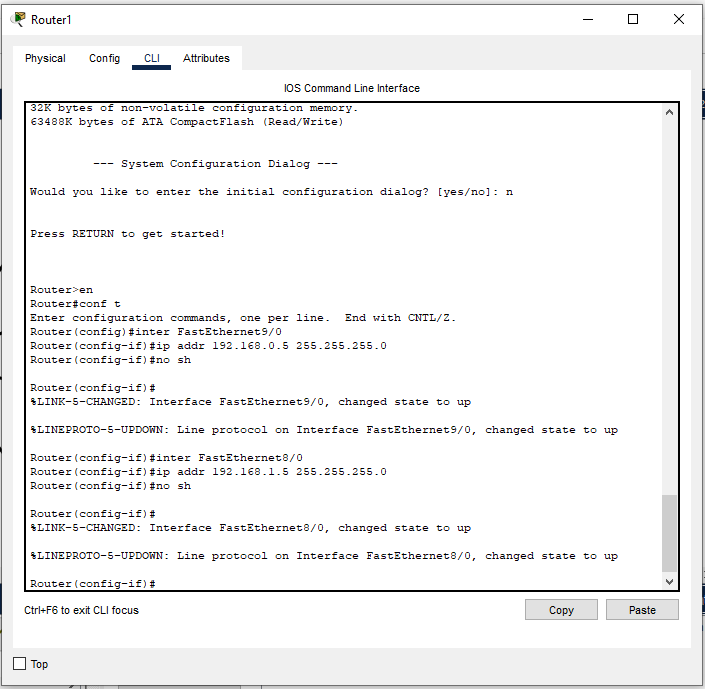 Router1
Physical Config CLI Attributes
IOS Command Line Interface
32K bytes of non-volatile configuration memory.
63488K bytes of ATA CompactFlash (Read/Write)
--- System Configuration Dialog ---
Would you like to enter the initial configuration dialog? [yes/no]: n
Press RETURN to get started!
Router>en
Router#conf t
Enter configuration commands, one per line.  End with CNTL/Z.
Router(config)#inter FastEthernet9/0
Router(config-if)#ip addr 192.168.0.5 255.255.255.0
Router(config-if)#no sh
Router(config-if)#
%LINK-5-CHANGED: Interface FastEthernet9/0, changed state to up
%LINEPROTO-5-UPDOWN: Line protocol on Interface FastEthernet9/0, changed state to up
Router(config-if)#inter FastEthernet8/0
Router(config-if)#ip addr 192.168.1.5 255.255.255.0
Router(config-if)#no sh
Router(config-if)#
%LINK-5-CHANGED: Interface FastEthernet8/0, changed state to up
%LINEPROTO-5-UPDOWN: Line protocol on Interface FastEthernet8/0, changed state to up
Router(config-if)#
Ctrl+F6 to exit CLI focus
Copy Paste
Top